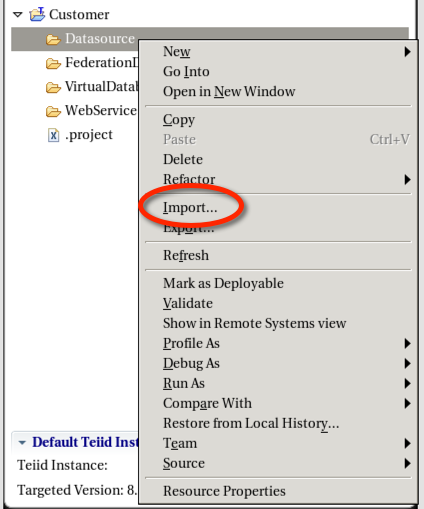 Customer
Datasource
New
FederationD
Go Into
VirtualDatab
Open in New Window
WebService
Copy
.project
Paste Ctrl+V
Delete
Refactor
Import...
Export...
Refresh
Mark as Deployable
Validate
Show in Remote Systems view
Profile As
Debug As
Run As
Compare With
Restore from Local History...
Default Teiid Inst
Team
Teiid Instance:
Source
Targeted Version: 8.
Resource Properties